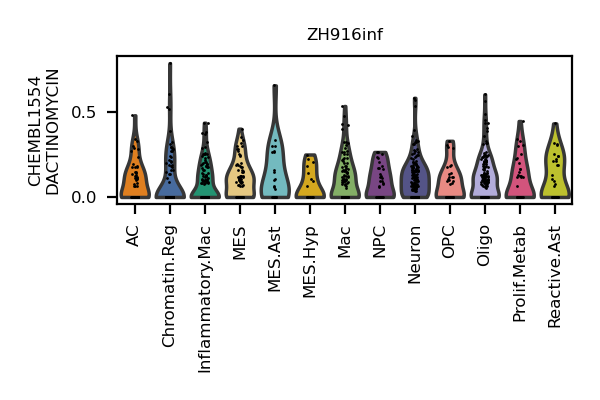 ZH916inf
CHEMBL1554
DACTINOMYCIN
0.5
0.0
AC
Chromatin.Reg
Inflammatory.Mac
MES
MES.Ast
MES.Hyp
Mac
NPC
Neuron
OPC
Oligo
Prolif.Metab
Reactive.Ast